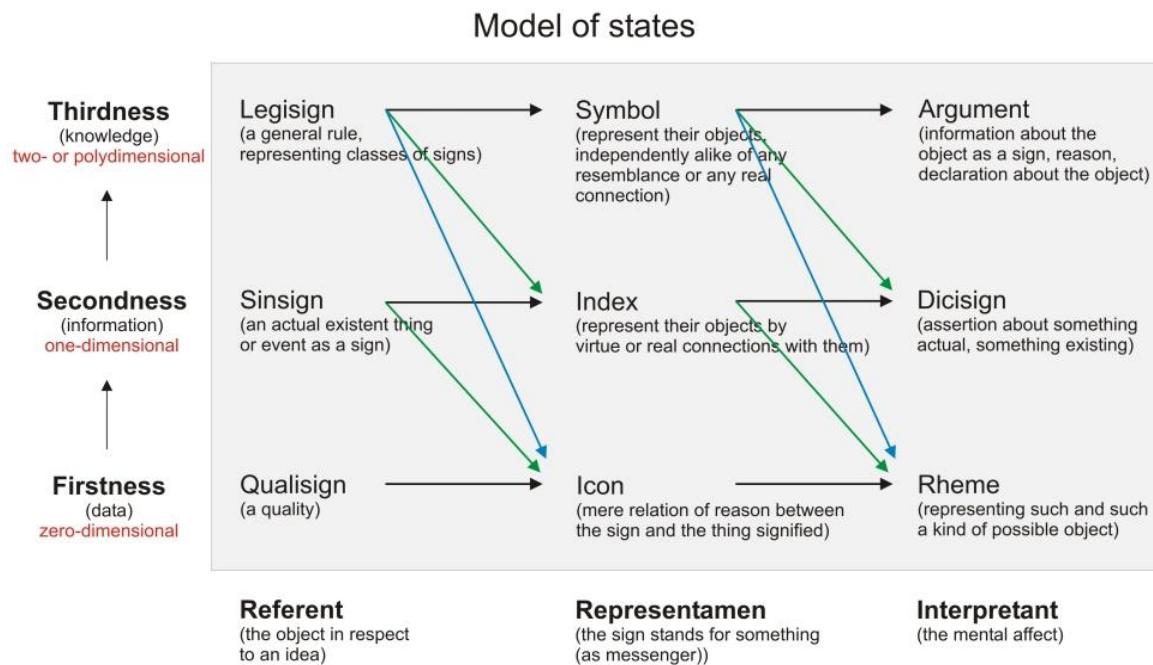 Model of states
Thirdness
(knowledge)
two- or polydimensional
Legisign
(a general rule,
representing classes of signs)
Symbol
(represent their objects,
independently alike of any
resemblance or any real
connection)
Argument
(information about the
object as a sign, reason,
declaration about the object)
Secondness
(information)
one-dimensional
Sinsign
(an actual existent thing
or event as a sign)
Index
(represent their objects by
virtue or real connections with them)
Dicisign
(assertion about something
actual, something existing)
Firstness
(data)
zero-dimensional
Qualisign
(a quality)
Icon
(mere relation of reason between
the sign and the thing signified)
Rheme
(representing such and such
a kind of possible object)
Referent
(the object in respect
to an idea)
Representamen
(the sign stands for something
(as messenger))
Interpretant
(the mental affect)